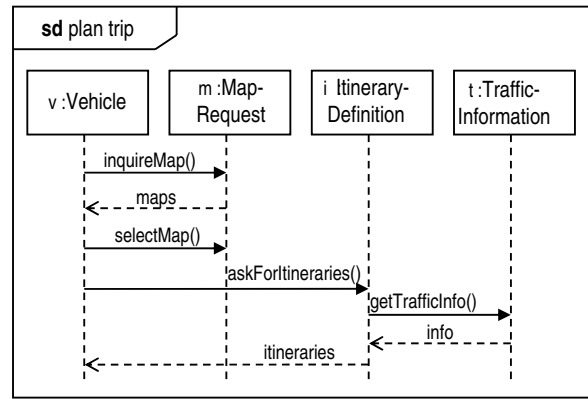 sd plan trip
v :Vehicle
m :Map-
Request
i Itinerary-
Definition
t :Traffic-
Information
inquireMap()
maps
selectMap()
askForItineraries()
getTrafficInfo()
info
itineraries